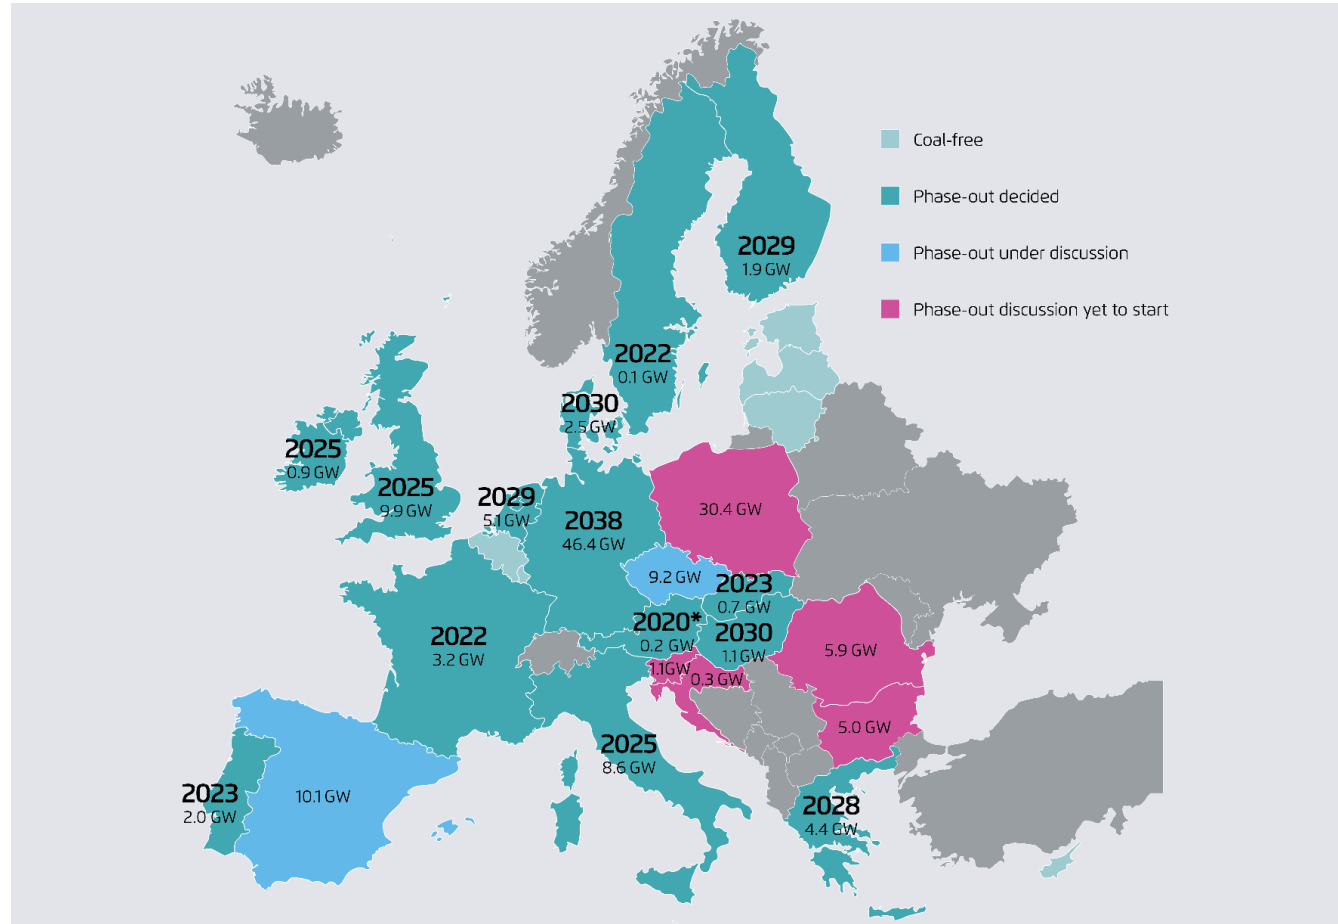 Coal-free
Phase-out decided
Phase-out under discussion
Phase-out discussion yet to start
2029
1.9 GW
2022
0.1 GW
2030
2.5 GW
2025
0.9 GW
2025
9.9 GW
2029
5.1 GW
2038
46.4 GW
30.4 GW
9.2 GW
2023
0.7 GW
2020*
0.2 GW
2030
1.1 GW
2022
3.2 GW
1.1GW
0.3 GW
5.9 GW
5.0 GW
2025
8.6 GW
2023
2.0 GW
10.1 GW
2028
4.4 GW